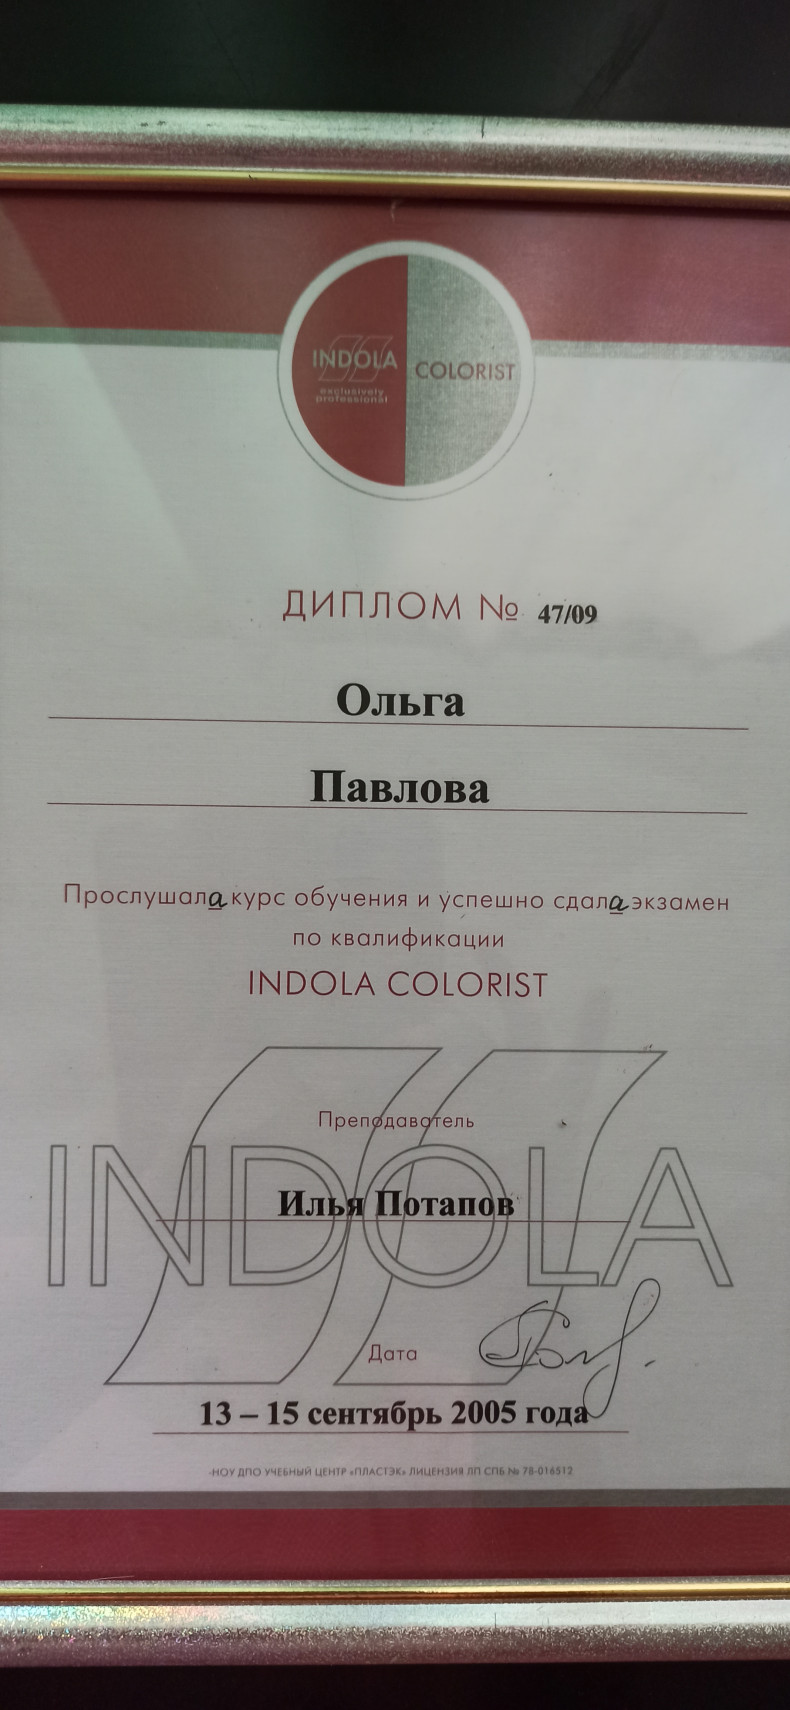 INDOLA
exclusively
professional
COLORIST
ДИПЛОМ № 47/09
Ольга
Павлова
Прослушала курс обучения и успешно сдала экзамен
по квалификации
INDOLA COLORIST
Преподаватель
INDOLA
Илья Потапов
Дата
13 – 15 сентябрь 2005 года
НОУ ДПО УЧЕБНЫЙ ЦЕНТР «ПЛАСТЭК» ЛИЦЕНЗИЯ ЛП СПБ № 78-016512